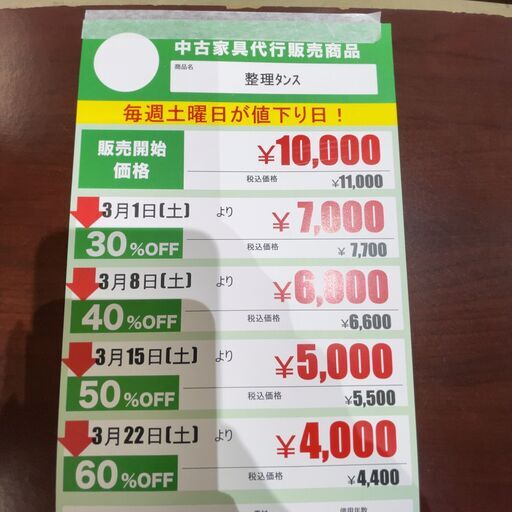 中古家具代行販売商品
商品名
整理タンス
毎週土曜日が値下り日!
販売開始
価格
¥10,000
税込価格 ¥11,000
3月1日(土) より
30%OFF
¥7,000
税込価格 ¥7,700
3月8日(土) より
40%OFF
¥6,000
税込価格 ¥6,600
3月15日(土) より
50%OFF
¥5,000
税込価格 ¥5,500
3月22日(土) より
60%OFF
¥4,000
税込価格 ¥4,400
使用年数